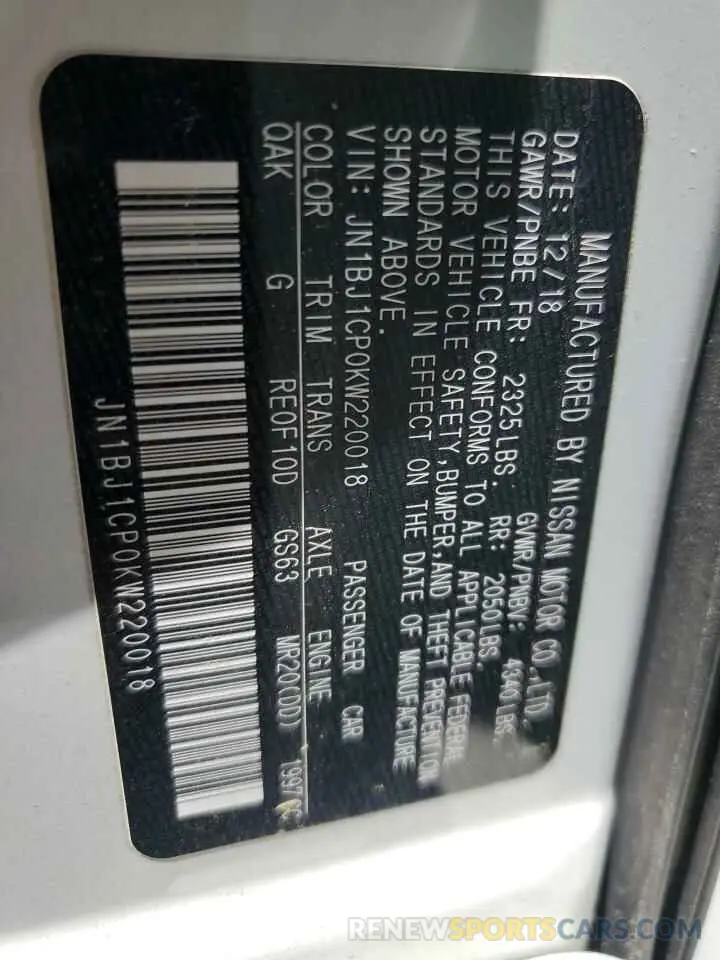 MANUFACTURED BY NISSAN MOTOR CO.,LTD.
DATE: 12/18 GVWR/PNBV: 4340LBS.
GAWR/PNBE FR: 2325LBS. RR: 2050LBS.
THIS VEHICLE CONFORMS TO ALL APPLICABLE FEDERAL
MOTOR VEHICLE SAFETY,BUMPER,AND THEFT PREVENTION
STANDARDS IN EFFECT ON THE DATE OF MANUFACTURE
SHOWN ABOVE.
VIN: JN1BJ1CP0KW220018 PASSENGER CAR
COLOR TRIM TRANS AXLE ENGINE
QAK G RE0F10D GS63 MR20(DD) 1997CC
JN1BJ1CP0KW220018
RENEWSPORTSCARS.COM